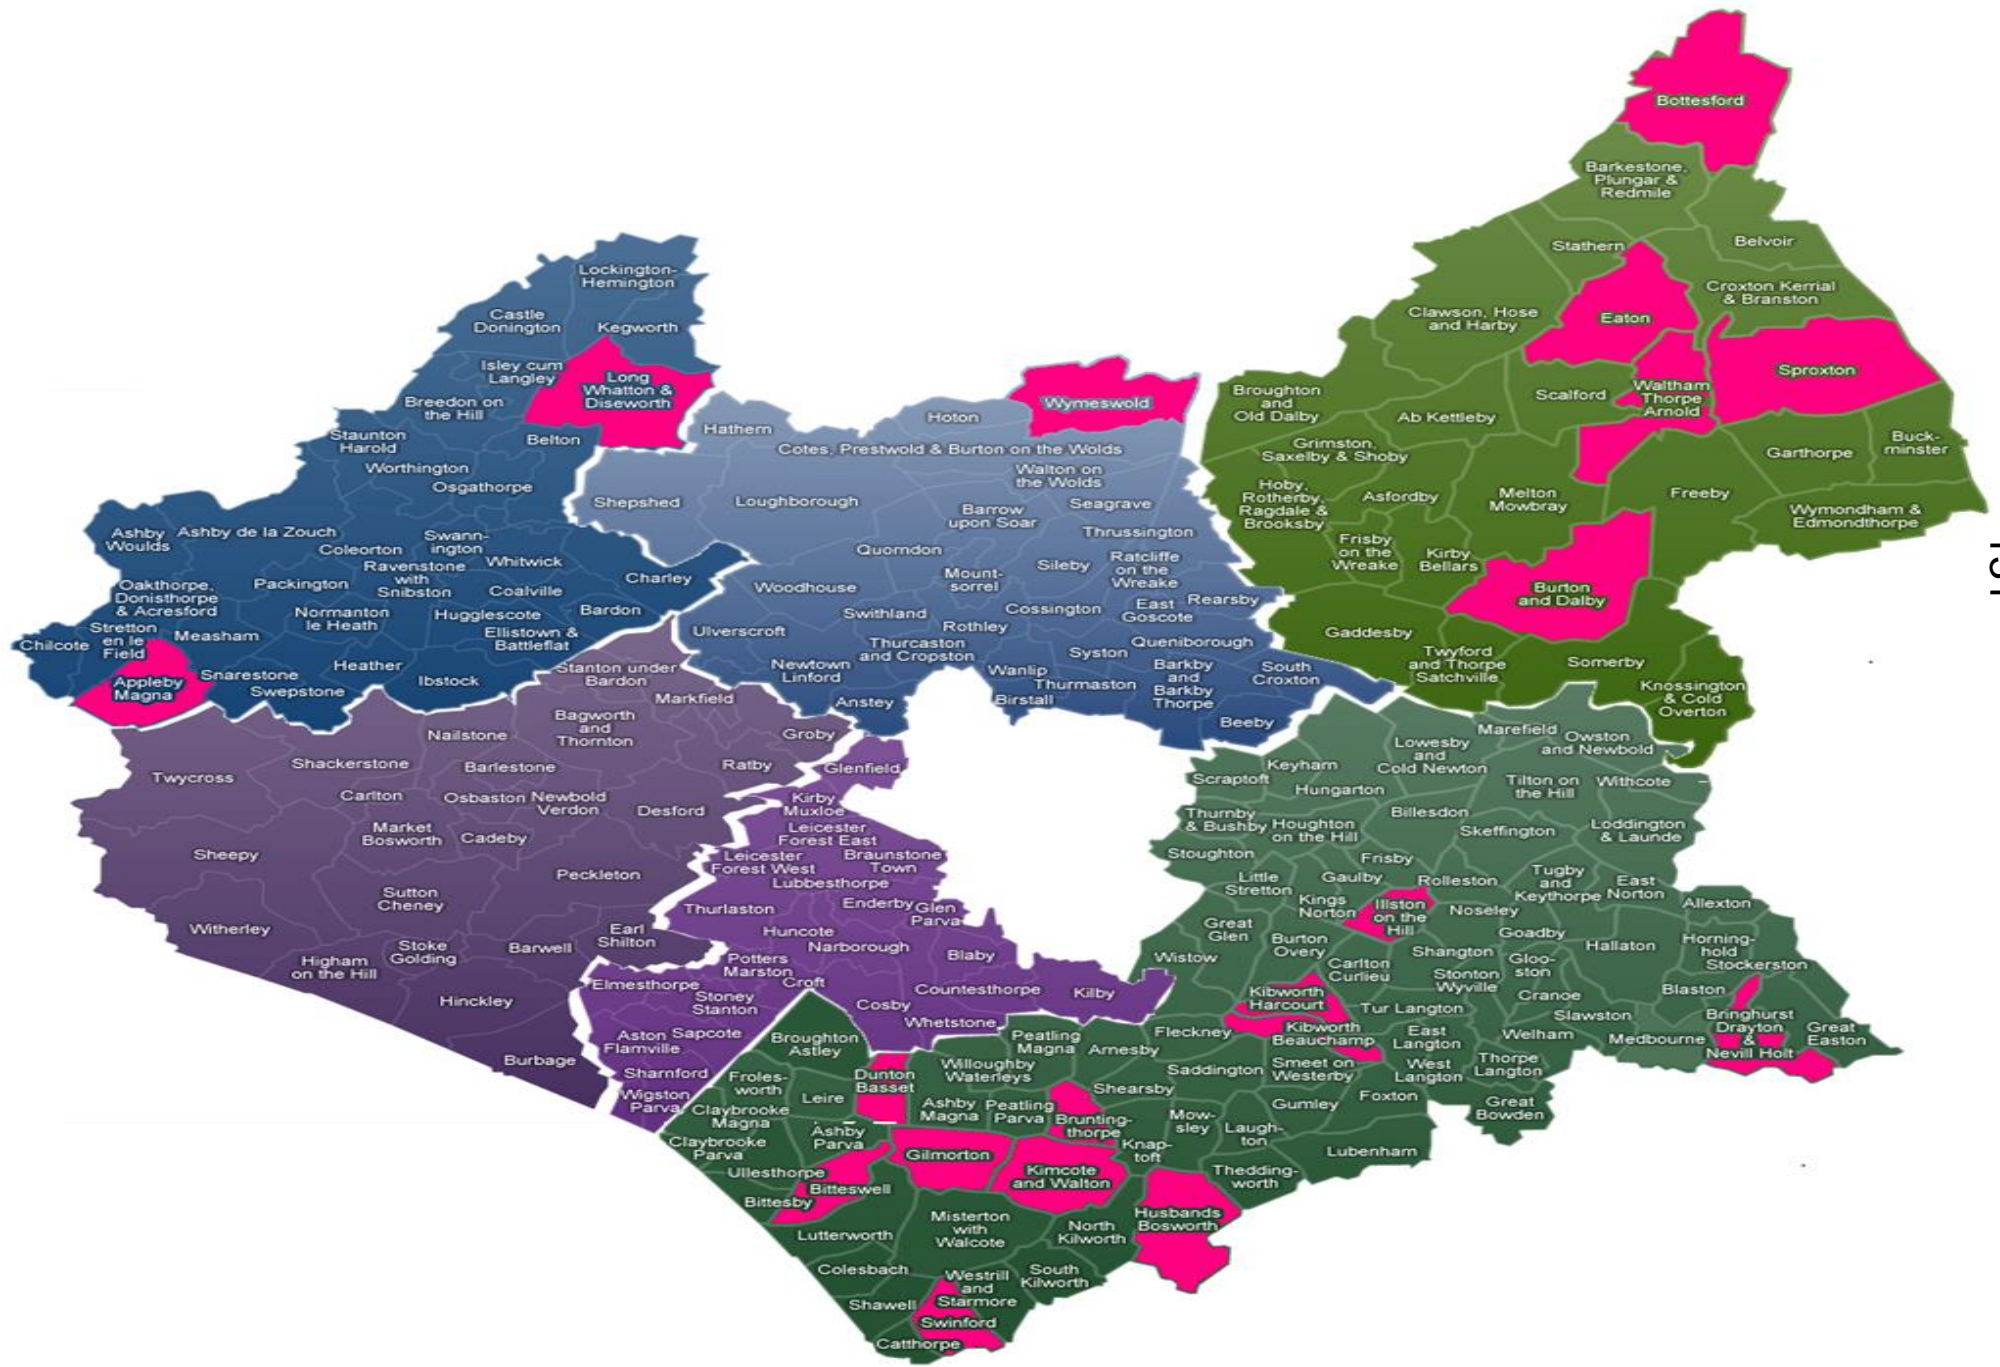 Bottesford
Barkestone,
Plungar &
Redmile
Stathern
Belvoir
Croxton Kerrial
& Branston
Clawson, Hose
and Harby
Eaton
Sproxton
Scalford
Waltham
Thorpe
Arnold
Broughton
and
Old Dalby
Ab Kettleby
Grimston,
Saxelby & Shoby
Garthorpe
Buck-
minster
Hoby,
Rotherby,
Ragdale &
Brooksby
Asfordby
Melton
Mowbray
Freeby
Wymondham &
Edmondthorpe
Frisby
on the
Wreake
Kirby
Bellars
Burton
and Dalby
Gaddesby
Twyford
and Thorpe
Satchville
Somerby
Knossington
& Cold
Overton
Lockington-
Hemington
Castle
Donington
Kegworth
Isley cum
Langley
Long
Whatton &
Diseworth
Breedon on
the Hill
Staunton
Harold
Belton
Worthington
Osgathorpe
Ashby
Woulds
Ashby de la Zouch
Swann-
ington
Coleorton
Whitwick
Ravenstone
with
Snibston
Packington
Coalville
Charley
Oakthorpe,
Donisthorpe
& Acresford
Normanton
le Heath
Hugglescote
Bardon
Stretton
en le
Field
Measham
Ellistown &
Battleflat
Chilcote
Appleby
Magna
Snarestone
Swepstone
Heather
Ibstock
Wymeswold
Hoton
Hathern
Cotes, Prestwold & Burton on the Wolds
Walton on
the Wolds
Shepshed
Loughborough
Seagrave
Barrow
upon Soar
Thrussington
Quorndon
Sileby
Ratcliffe
on the
Wreake
Woodhouse
Mount-
sorrel
Cossington
East
Goscote
Rearsby
Swithland
Rothley
Ulverscroft
Thurcaston
and Cropston
Queniborough
Syston
Newtown
Linford
Wanlip
Thurmaston
Barkby
and
Barkby
Thorpe
South
Croxton
Anstey
Birstall
Beeby
Stanton under
Bardon
Markfield
Bagworth
and
Thornton
Nailstone
Groby
Twycross
Shackerstone
Barlestone
Ratby
Carlton
Osbaston
Newbold
Verdon
Desford
Market
Bosworth
Cadeby
Sheepy
Peckleton
Sutton
Cheney
Witherley
Stoke
Golding
Barwell
Earl
Shilton
Higham
on the Hill
Hinckley
Burbage
Glenfield
Kirby
Muxloe
Leicester
Forest East
Leicester
Forest West
Braunstone
Town
Lubbesthorpe
Thurlaston
Enderby
Glen
Parva
Huncote
Narborough
Potters
Marston
Blaby
Croft
Elmesthorpe
Stoney
Stanton
Cosby
Countesthorpe
Kilby
Whetstone
Aston
Flamville
Sapcote
Sharnford
Wigston
Parva
Marefield
Owston
and Newbold
Lowesby
and
Cold Newton
Keyham
Scraptoft
Hungarton
Tilton on
the Hill
Withcote
Billesdon
Thurnby
& Bushby
Houghton
on the Hill
Skeffington
Loddington
& Launde
Stoughton
Frisby
Little
Stretton
Gaulby
Rolleston
Tugby
and
Keythorpe
East
Norton
Kings
Norton
Illston
on the
Hill
Noseley
Allexton
Great
Glen
Burton
Overy
Goadby
Hallaton
Horning-
hold
Stockerston
Wistow
Carlton
Curlieu
Shangton
Gloo-
ston
Stonton
Wyville
Cranoe
Blaston
Kibworth
Harcourt
Tur Langton
Slawston
Bringhurst
Drayton
&
Nevill Holt
Great
Easton
Fleckney
Kibworth
Beauchamp
East
Langton
Welham
Medbourne
Broughton
Astley
Peatling
Magna
Arnesby
Smeet on
Westerby
West
Langton
Thorpe
Langton
Saddington
Willoughby
Waterleys
Dunton
Basset
Froles-
worth
Leire
Shearsby
Gumley
Foxton
Great
Bowden
Claybrooke
Magna
Ashby
Magna
Peatling
Parva
Brunting-
thorpe
Mow-
sley
Laugh-
ton
Claybrooke
Parva
Ashby
Parva
Knap-
toft
Lubenham
Gilmorton
Kimcote
and Walton
Thedding-
worth
Ullesthorpe
Bitteswell
Bittesby
Husbands
Bosworth
Misterton
with
Walcote
North
Kilworth
Lutterworth
Colesbach
South
Kilworth
Westrill
and
Starmore
Shawell
Swinford
Catthorpe